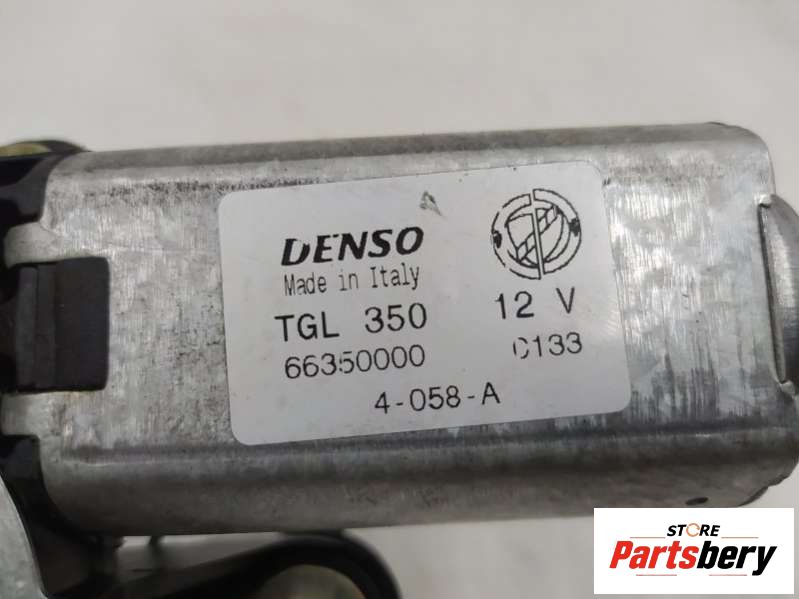 DENSO
Made in Italy
TGL 350 12 V
66350000 C133
4-058-A
STORE
Partsbery